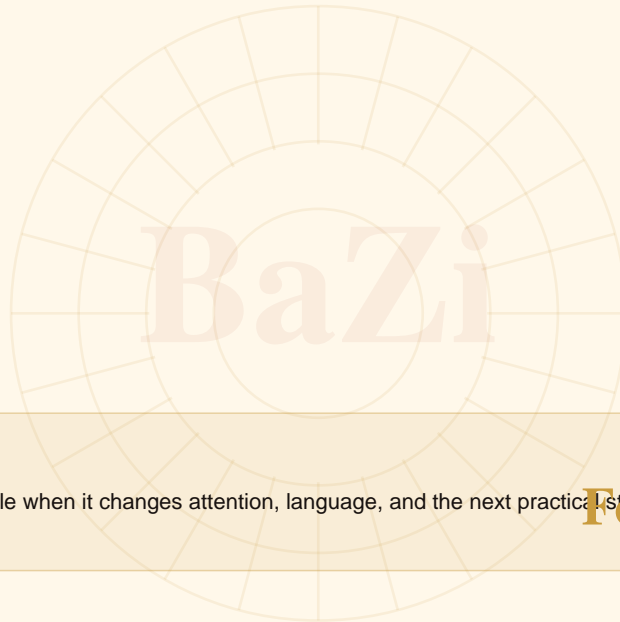 BaZi
when it changes attention, language, and the next practical